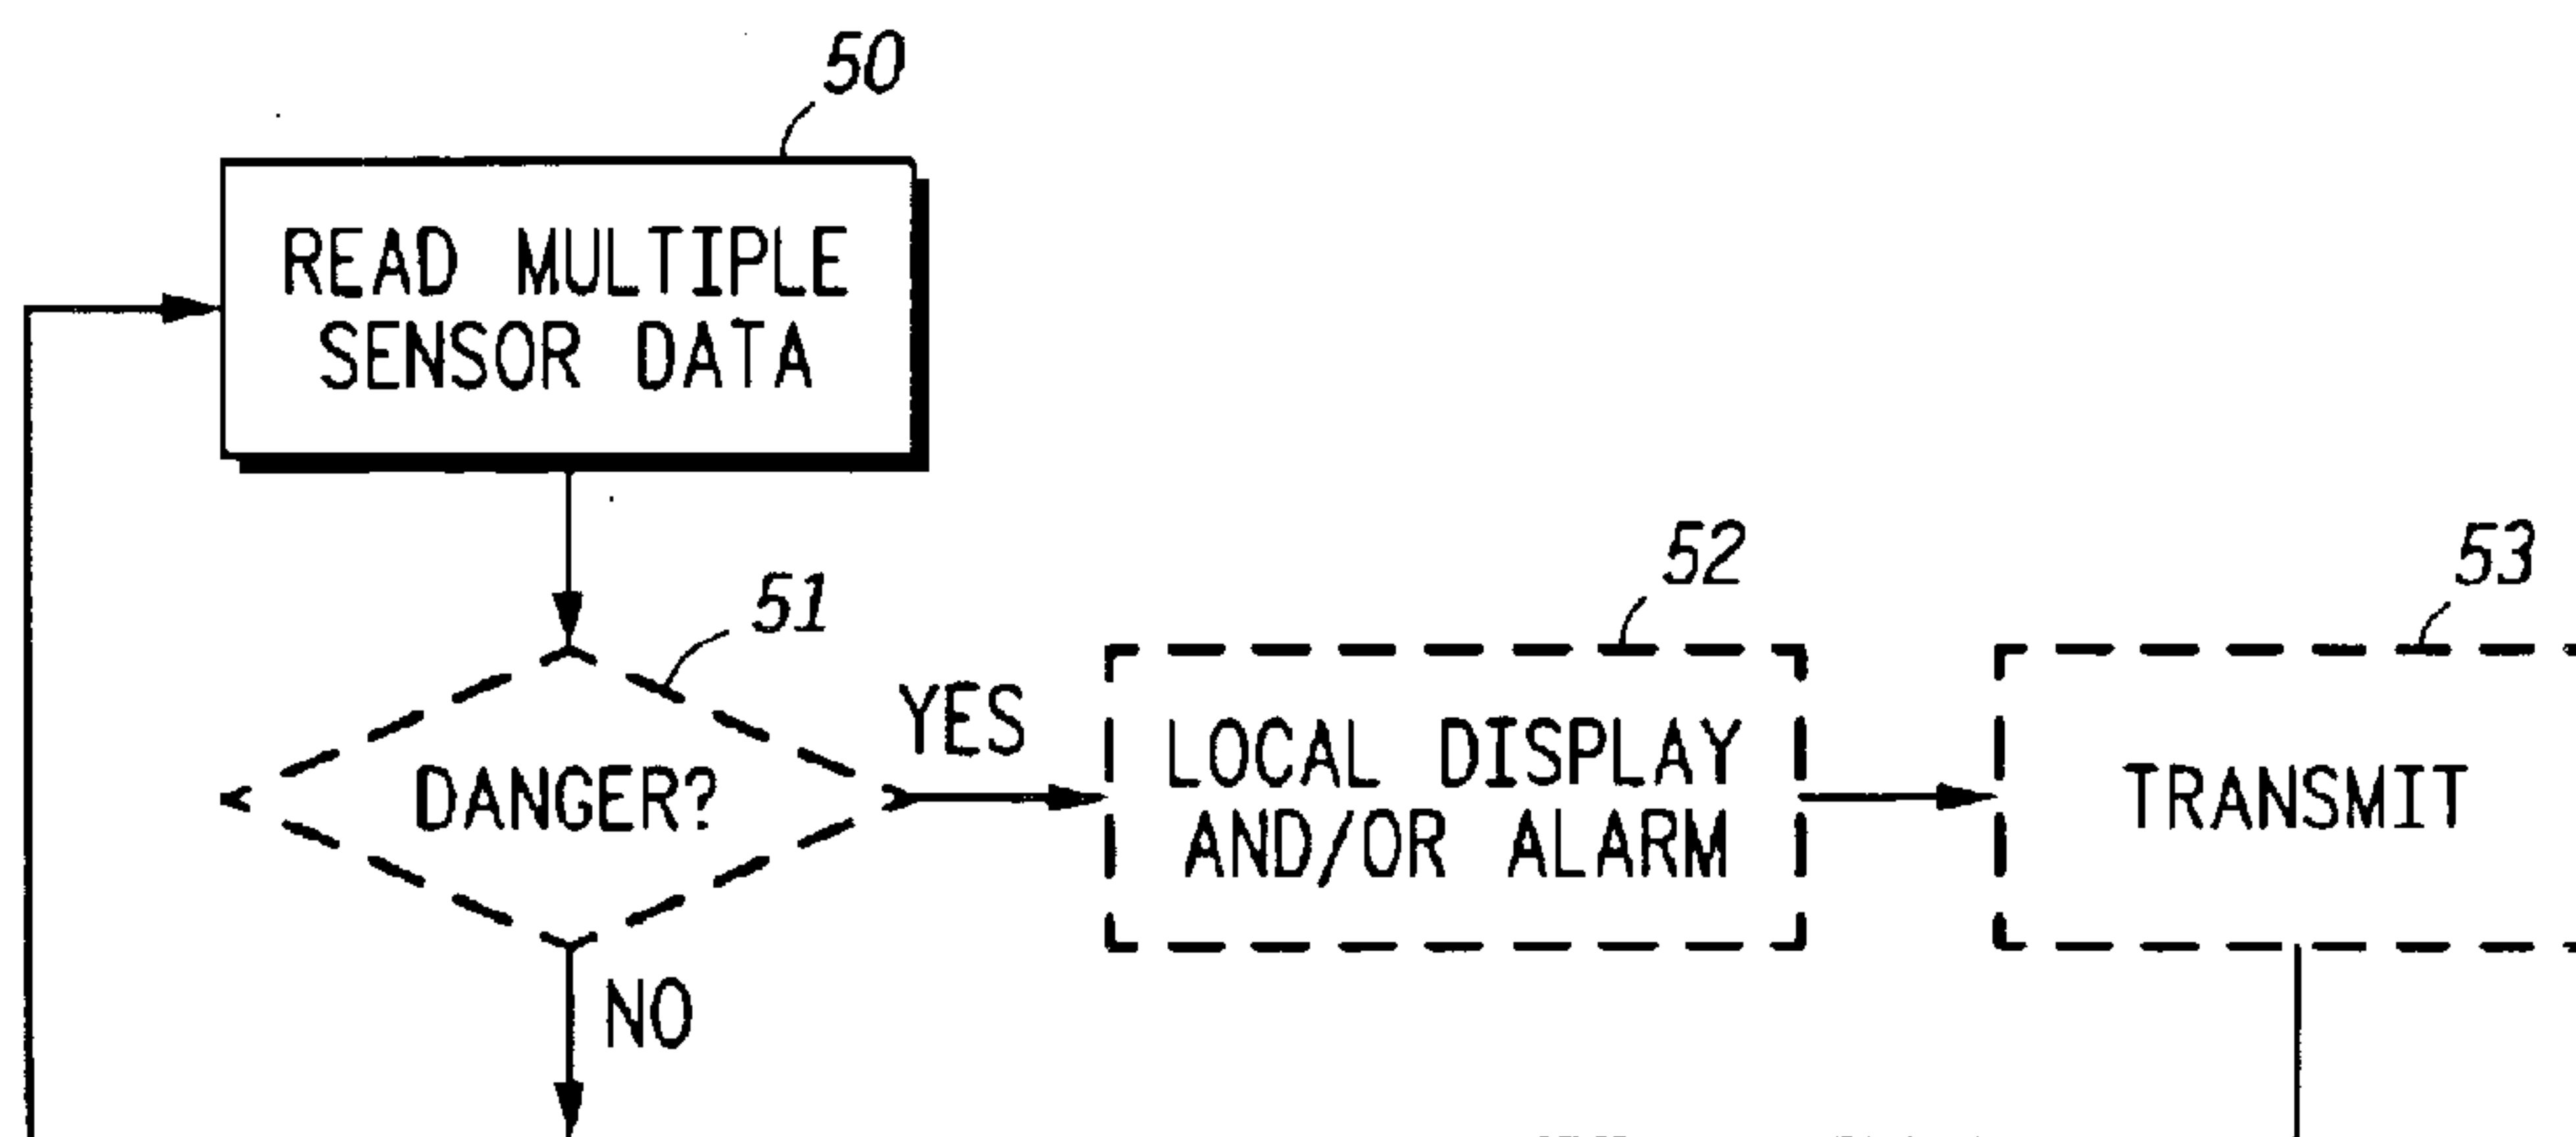 50
READ MULTIPLE
SENSOR DATA
51
DANGER?
YES
52
LOCAL DISPLAY
AND/OR ALARM
53
TRANSMIT
NO